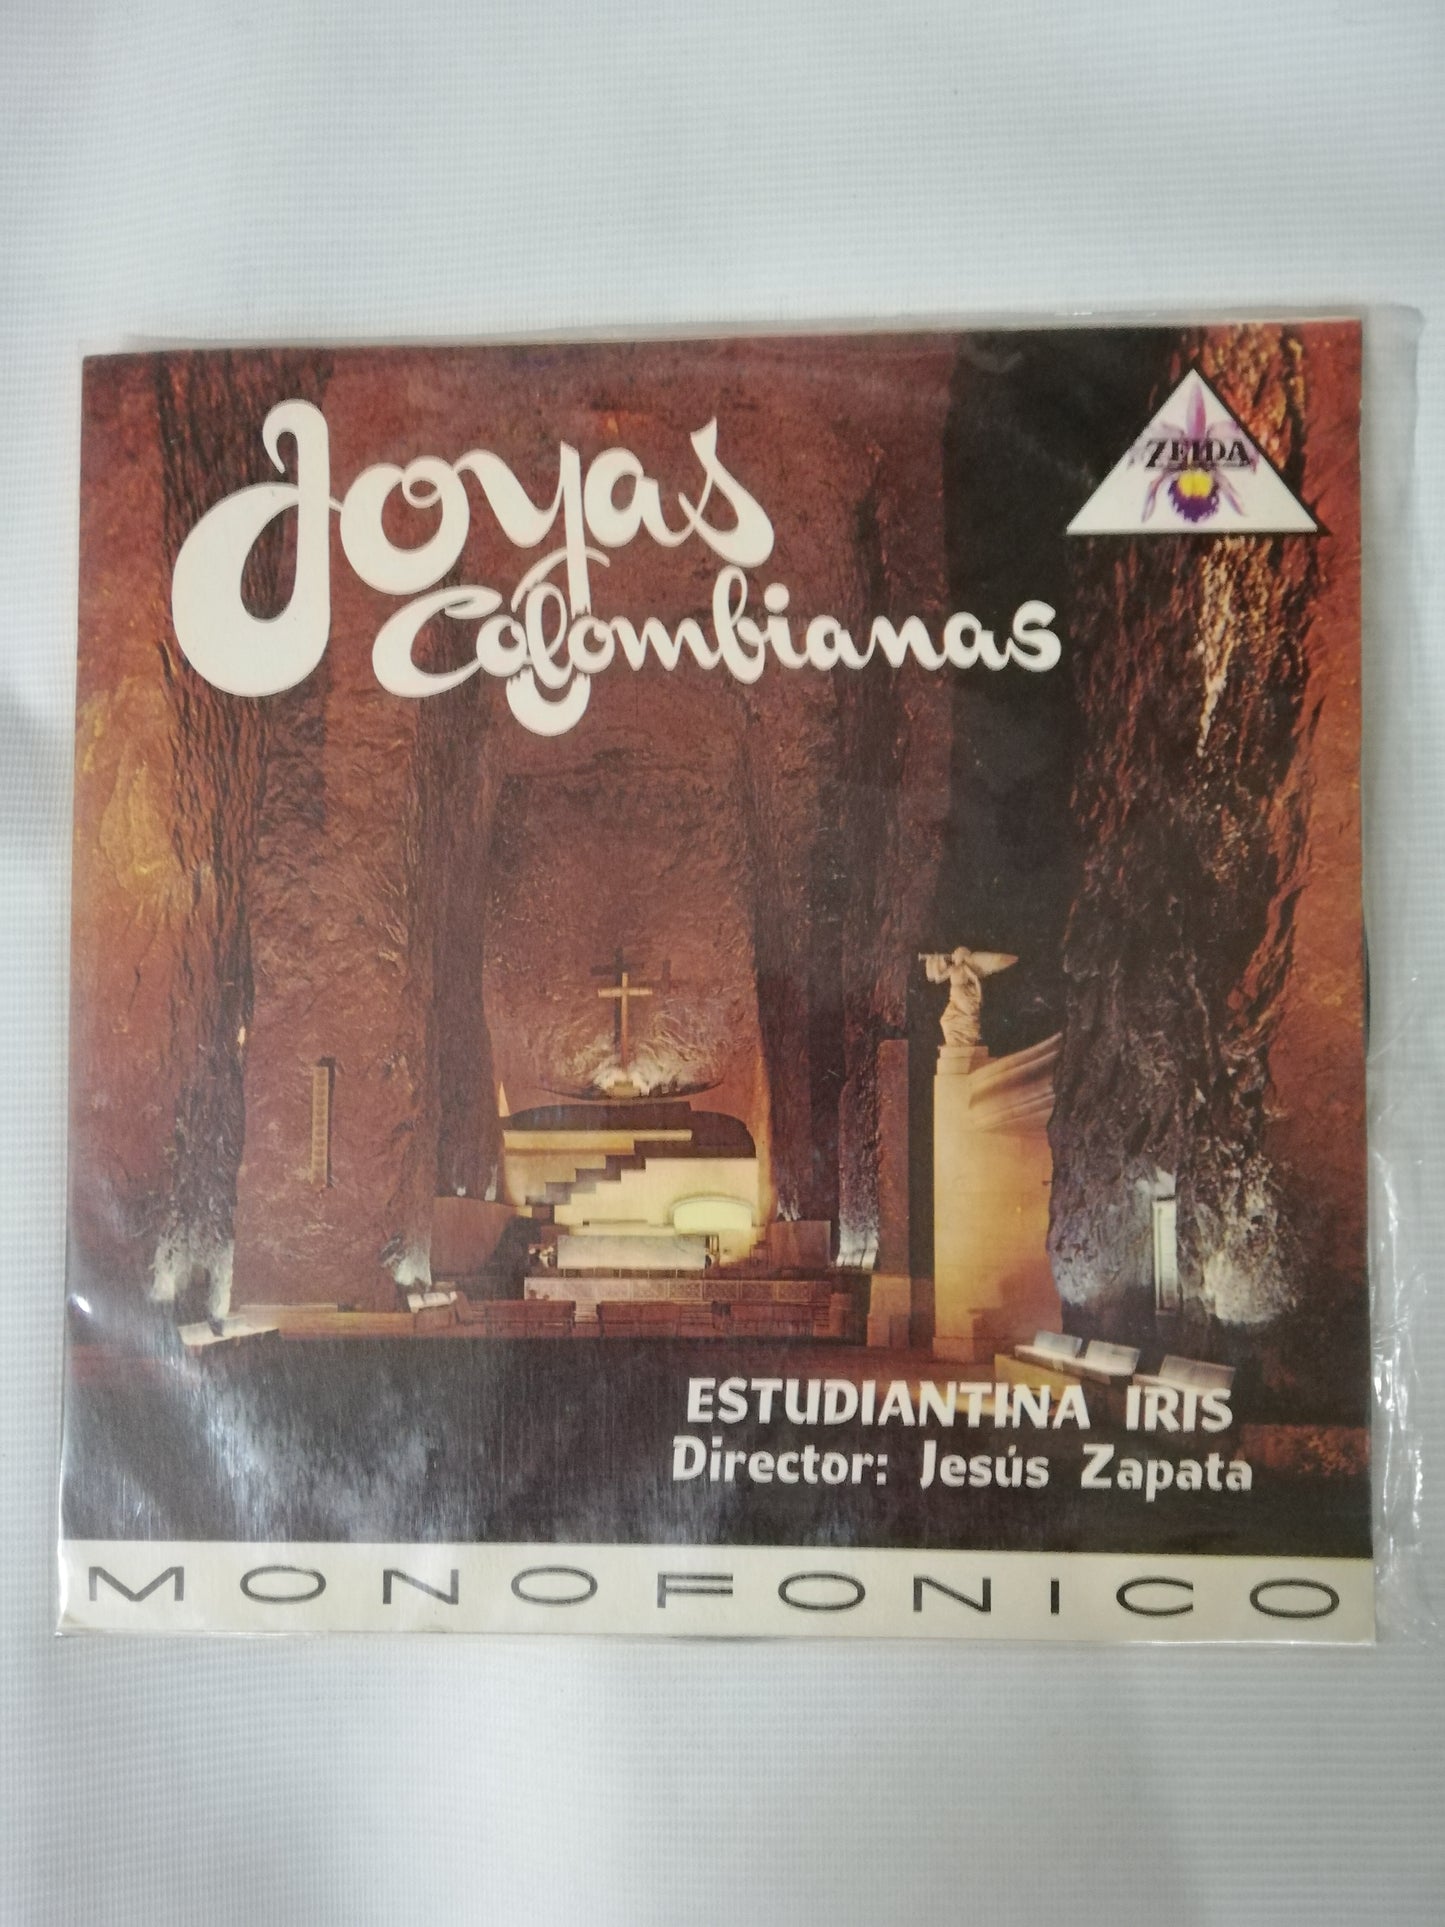 Joyas
Colombianas
ZEIDA
ESTUDIANTINA IRIS
Director: Jesús Zapata
MONOFONICO